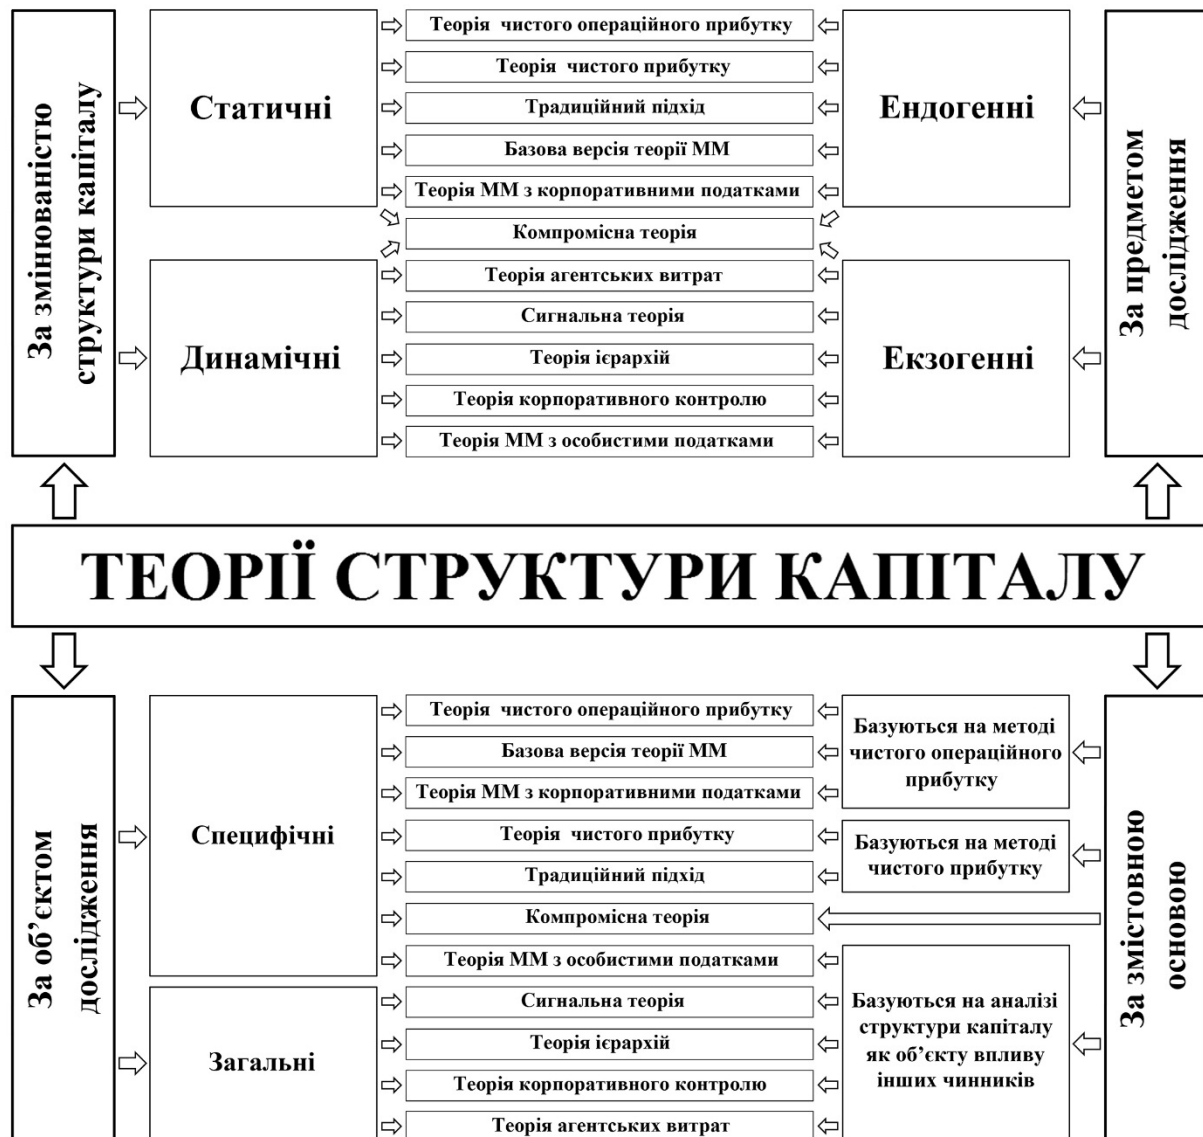 За змінюваністю
структури капіталу
Статичні
Динамічні
Теорія чистого операційного прибутку
Теорія чистого прибутку
Традиційний підхід
Базова версія теорії ММ
Теорія ММ з корпоративними податками
Компромісна теорія
Теорія агентських витрат
Сигнальна теорія
Теорія ієрархій
Теорія корпоративного контролю
Теорія ММ з особистими податками
Ендогенні
Екзогенні
За предметом
дослідження
ТЕОРІЇ СТРУКТУРИ КАПІТАЛУ
За об’єктом
дослідження
Специфічні
Загальні
Теорія чистого операційного прибутку
Базова версія теорії ММ
Теорія ММ з корпоративними податками
Теорія чистого прибутку
Традиційний підхід
Компромісна теорія
Теорія ММ з особистими податками
Сигнальна теорія
Теорія ієрархій
Теорія корпоративного контролю
Теорія агентських витрат
Базуються на методі
чистого операційного
прибутку
Базуються на методі
чистого прибутку
Базуються на аналізі
структури капіталу
як об’єкту впливу
інших чинників
За змістовною
основою